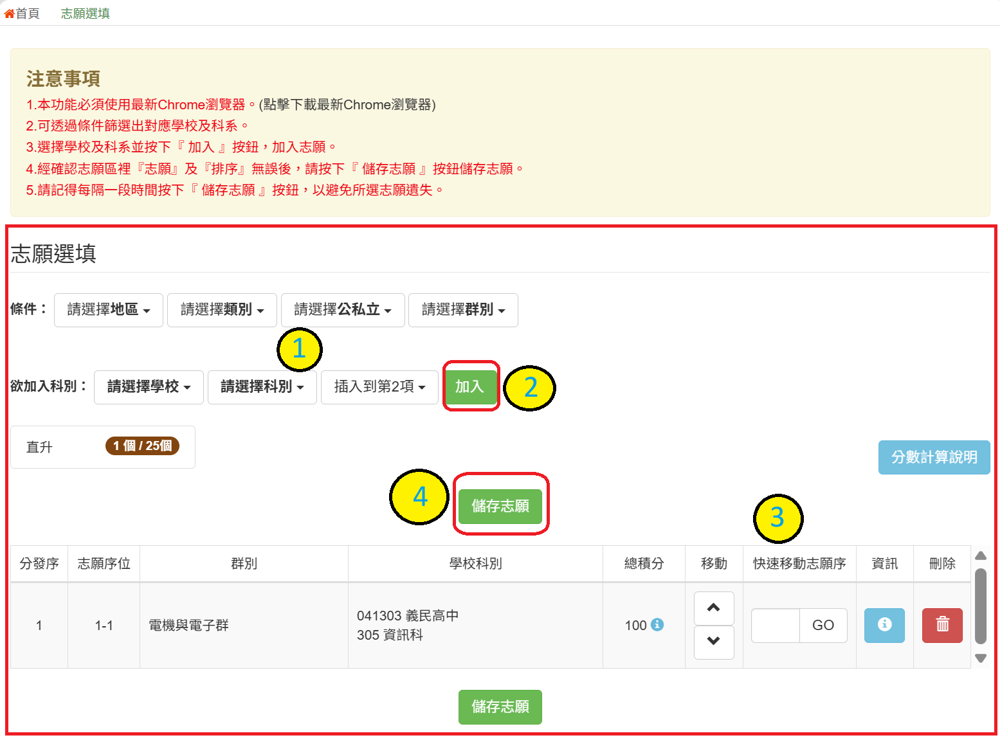 首頁 志願選填
注意事項
1.本功能必須使用最新Chrome瀏覽器。(點擊下載最新Chrome瀏覽器)
2.可透過條件篩選出對應學校及科系。
3.選擇學校及科系並按下『 加入 』按鈕，加入志願。
4.經確認志願區裡『志願』及『排序』無誤後，請按下『 儲存志願 』按鈕儲存志願。
5.請記得每隔一段時間按下『 儲存志願 』按鈕，以避免所選志願遺失。
志願選填
條件： 請選擇地區 請選擇類別 請選擇公私立 請選擇群別
1
欲加入科別： 請選擇學校 請選擇科別 插入到第2項 加入 2
直升 1 個 / 25個
分數計算說明
4 儲存志願 3
分發序 志願序位 群別 學校科別 總積分 移動 快速移動志願序 資訊 刪除
1 1-1 電機與電子群 041303 義民高中 100 GO
305 資訊科
儲存志願